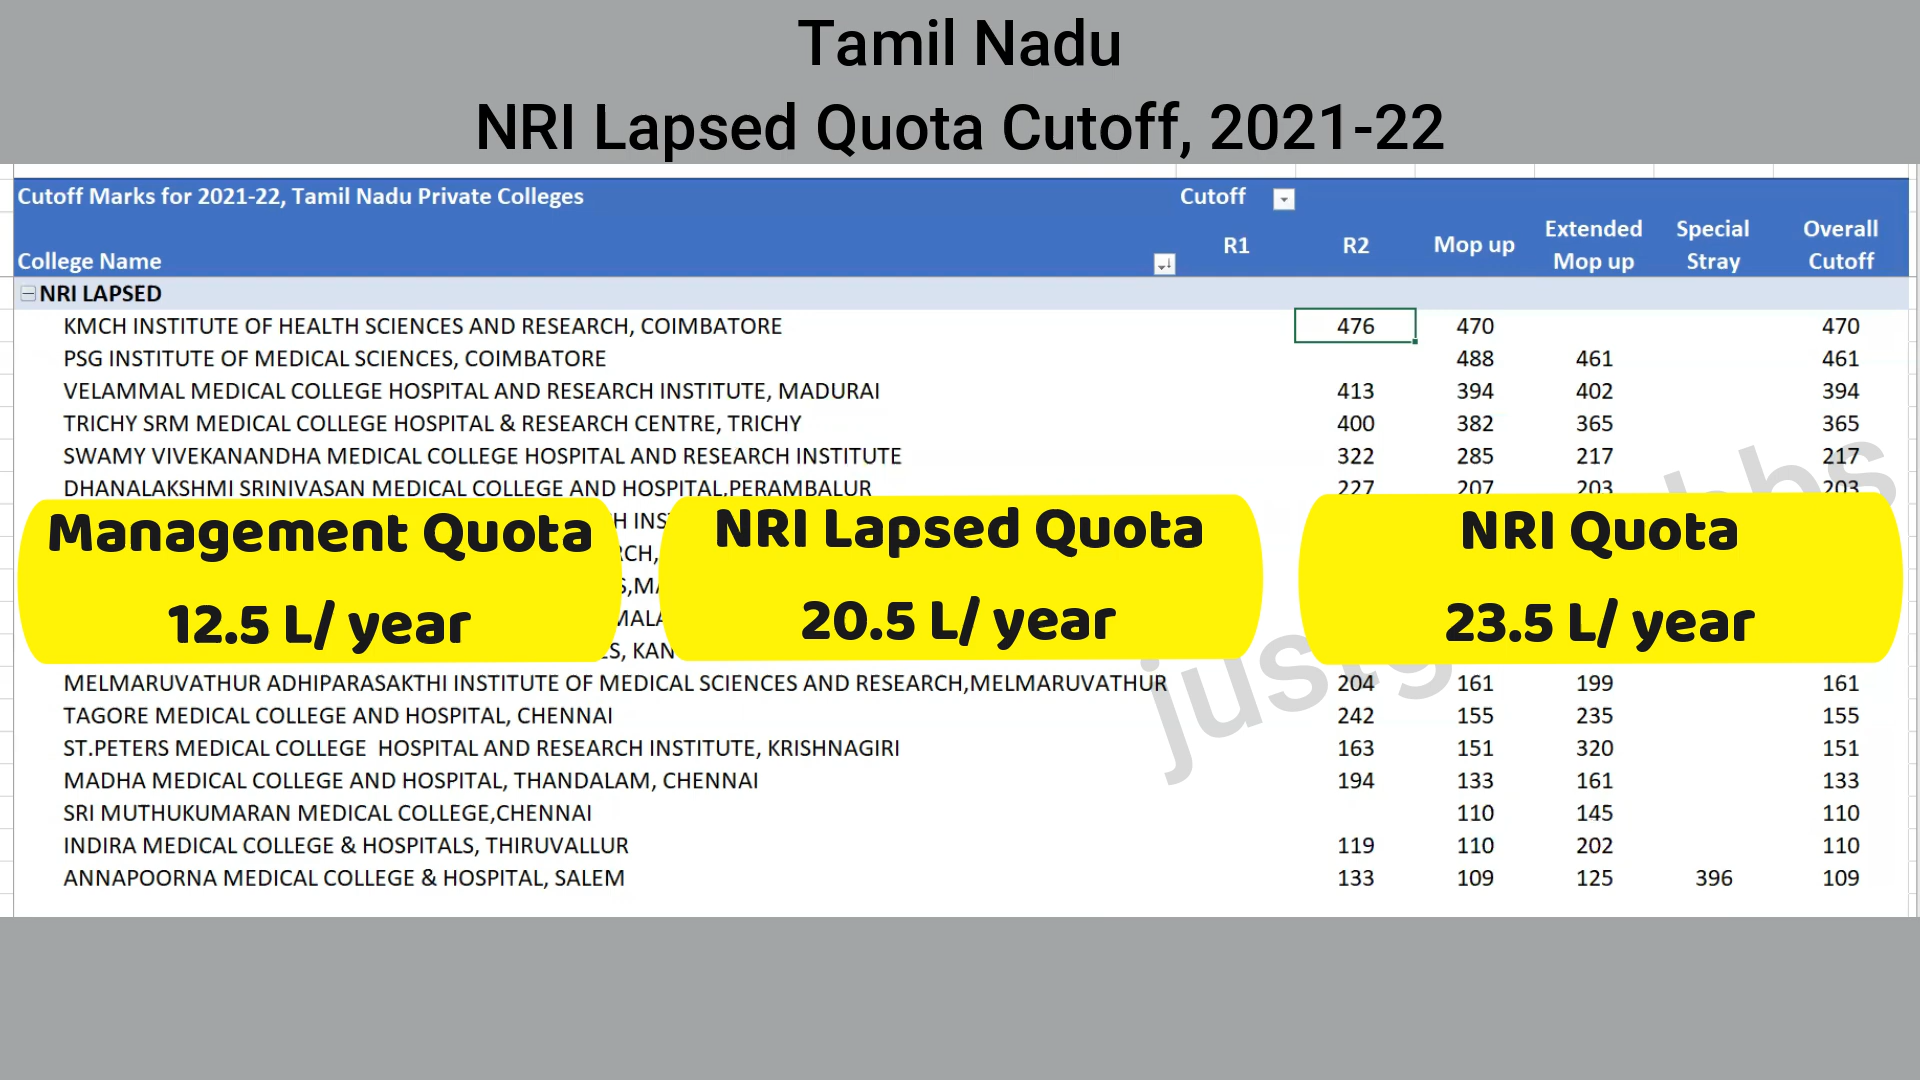 Tamil Nadu
NRI Lapsed Quota Cutoff, 2021-22
Cutoff Marks for 2021-22, Tamil Nadu Private Colleges Cutoff
College Name R1 R2 Mop up Extended Mop up Special Stray Overall Cutoff
NRI LAPSED
KMCH INSTITUTE OF HEALTH SCIENCES AND RESEARCH, COIMBATORE 476 470 470
PSG INSTITUTE OF MEDICAL SCIENCES, COIMBATORE 488 461 461
VELAMMAL MEDICAL COLLEGE HOSPITAL AND RESEARCH INSTITUTE, MADURAI 413 394 402 394
TRICHY SRM MEDICAL COLLEGE HOSPITAL & RESEARCH CENTRE, TRICHY 400 382 365 365
SWAMY VIVEKANANDHA MEDICAL COLLEGE HOSPITAL AND RESEARCH INSTITUTE 322 285 217 217
DHANALAKSHMI SRINIVASAN MEDICAL COLLEGE AND HOSPITAL,PERAMBALUR 227 207 203 203
Management Quota
12.5 L/ year
NRI Lapsed Quota
20.5 L/ year
NRI Quota
23.5 L/ year
MELMARUVATHUR ADHIPARASAKTHI INSTITUTE OF MEDICAL SCIENCES AND RESEARCH,MELMARUVATHUR 204 161 199 161
TAGORE MEDICAL COLLEGE AND HOSPITAL, CHENNAI 242 155 235 155
ST.PETERS MEDICAL COLLEGE HOSPITAL AND RESEARCH INSTITUTE, KRISHNAGIRI 163 151 320 151
MADHA MEDICAL COLLEGE AND HOSPITAL, THANDALAM, CHENNAI 194 133 161 133
SRI MUTHUKUMARAN MEDICAL COLLEGE,CHENNAI 110 145 110
INDIRA MEDICAL COLLEGE & HOSPITALS, THIRUVALLUR 119 110 202 110
ANNAPOORNA MEDICAL COLLEGE & HOSPITAL, SALEM 133 109 125 396 109